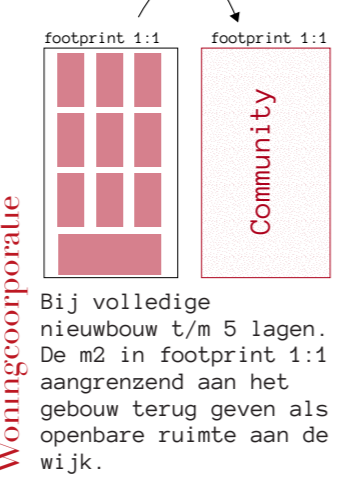 footprint 1:1
footprint 1:1
Community
Woningcoorporatie
Bij volledige
nieuwbouw t/m 5 lagen.
De m2 in footprint 1:1
aangrenzend aan het
gebouw terug geven als
openbare ruimte aan de
wijk.